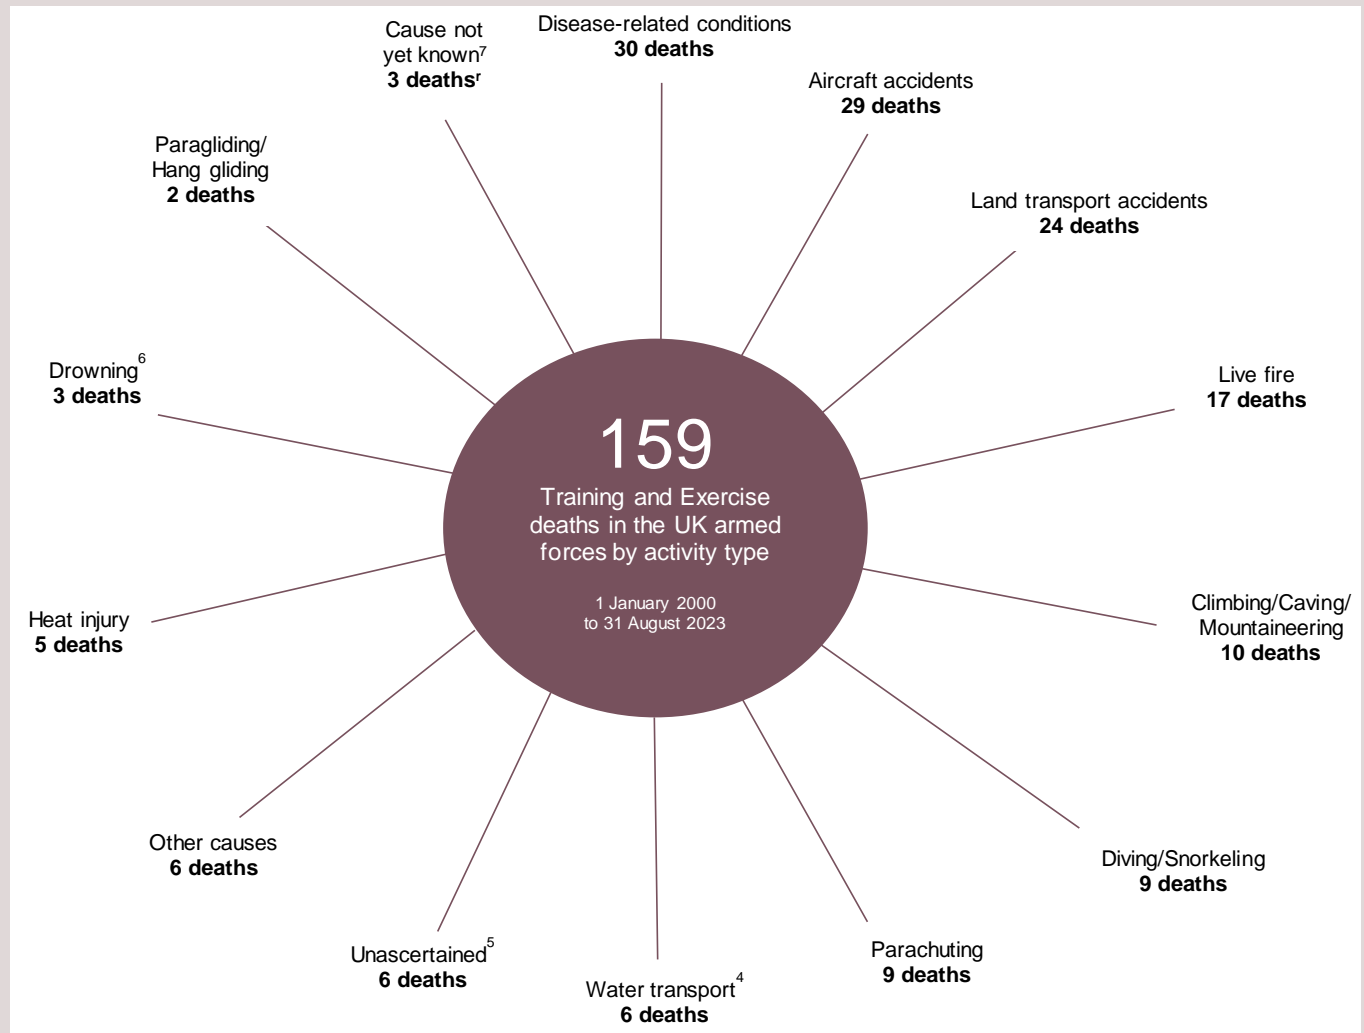 Disease-related conditions
30 deaths
Aircraft accidents
29 deaths
Land transport accidents
24 deaths
Live fire
17 deaths
Climbing/Caving/
Mountaineering
10 deaths
Diving/Snorkeling
9 deaths
Parachuting
9 deaths
Water transport⁴
6 deaths
Unascertained⁵
6 deaths
Other causes
6 deaths
Heat injury
5 deaths
Drowning⁶
3 deaths
Paragliding/
Hang gliding
2 deaths
Cause not
yet known⁷
3 deathsʳ
159
Training and Exercise
deaths in the UK armed
forces by activity type
1 January 2000
to 31 August 2023